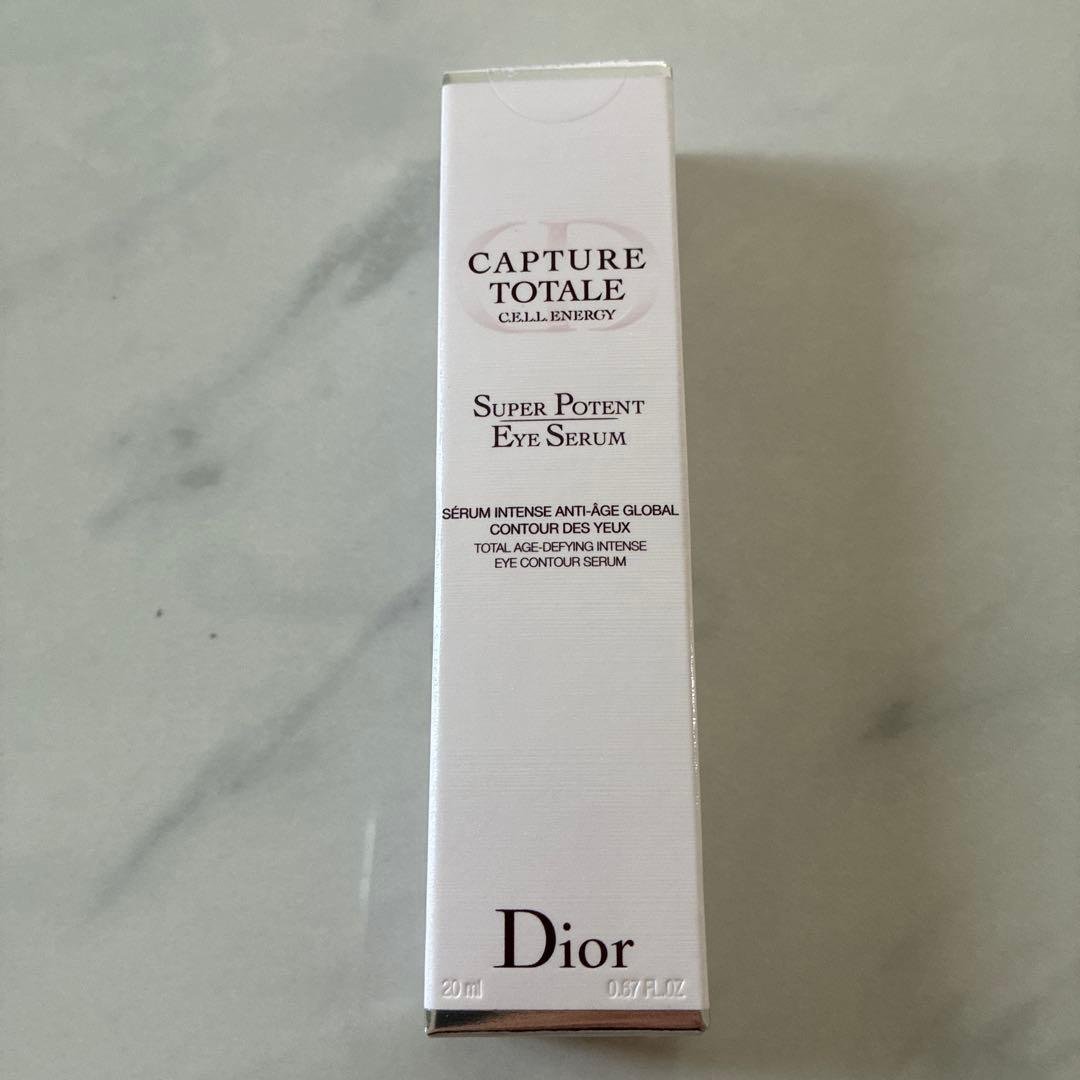 CAPTURE
TOTALE
C.E.L.L. ENERGY
SUPER POTENT
EYE SERUM
SÉRUM INTENSE ANTI-ÂGE GLOBAL
CONTOUR DES YEUX
TOTAL AGE-DEFYING INTENSE
EYE CONTOUR SERUM
Dior
20 ml 0.67 FL.OZ